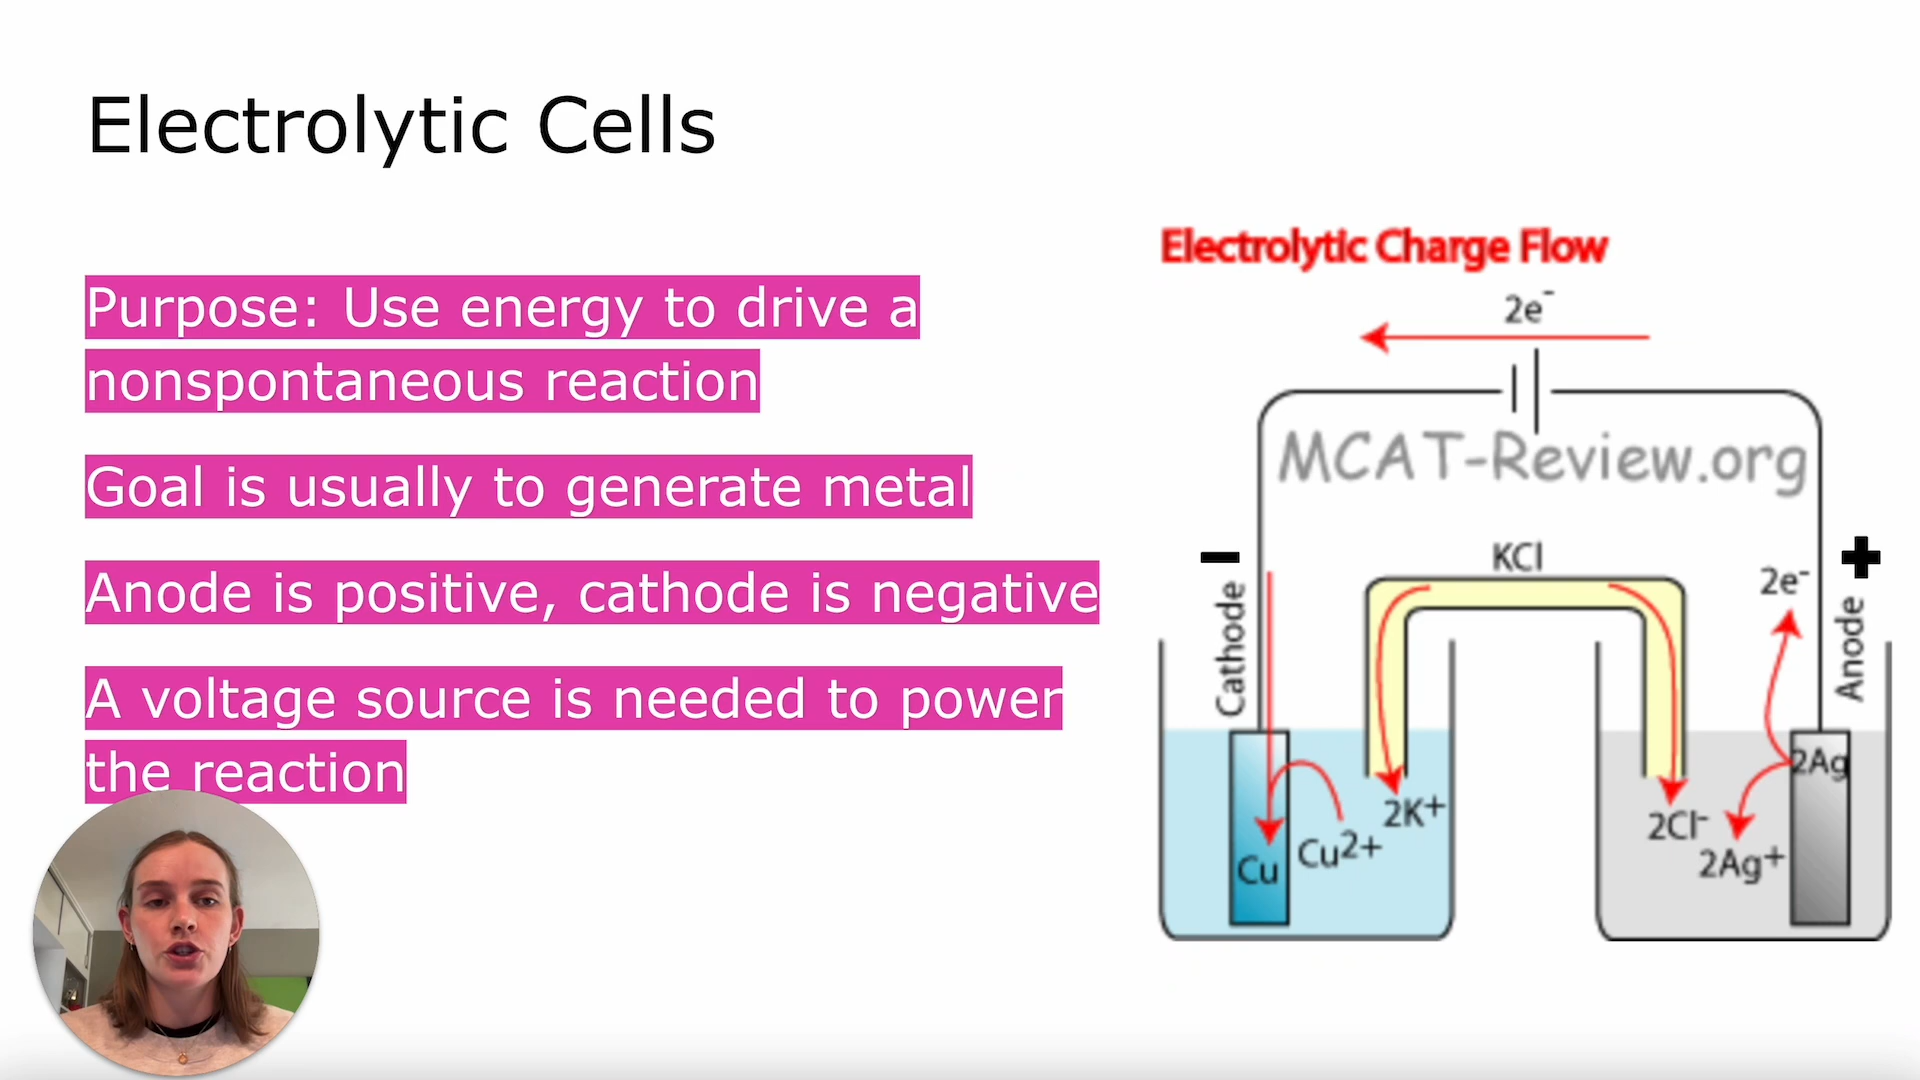 Electrolytic Cells
Purpose: Use energy to drive a
nonspontaneous reaction
Goal is usually to generate metal
Anode is positive, cathode is negative
A voltage source is needed to power
the reaction
Electrolytic Charge Flow
2e⁻
MCAT-Review.org
−
KCl
+
2e⁻
Cathode
Anode
2Ag
2K+
2Cl⁻
Cu2+
2Ag+
Cu